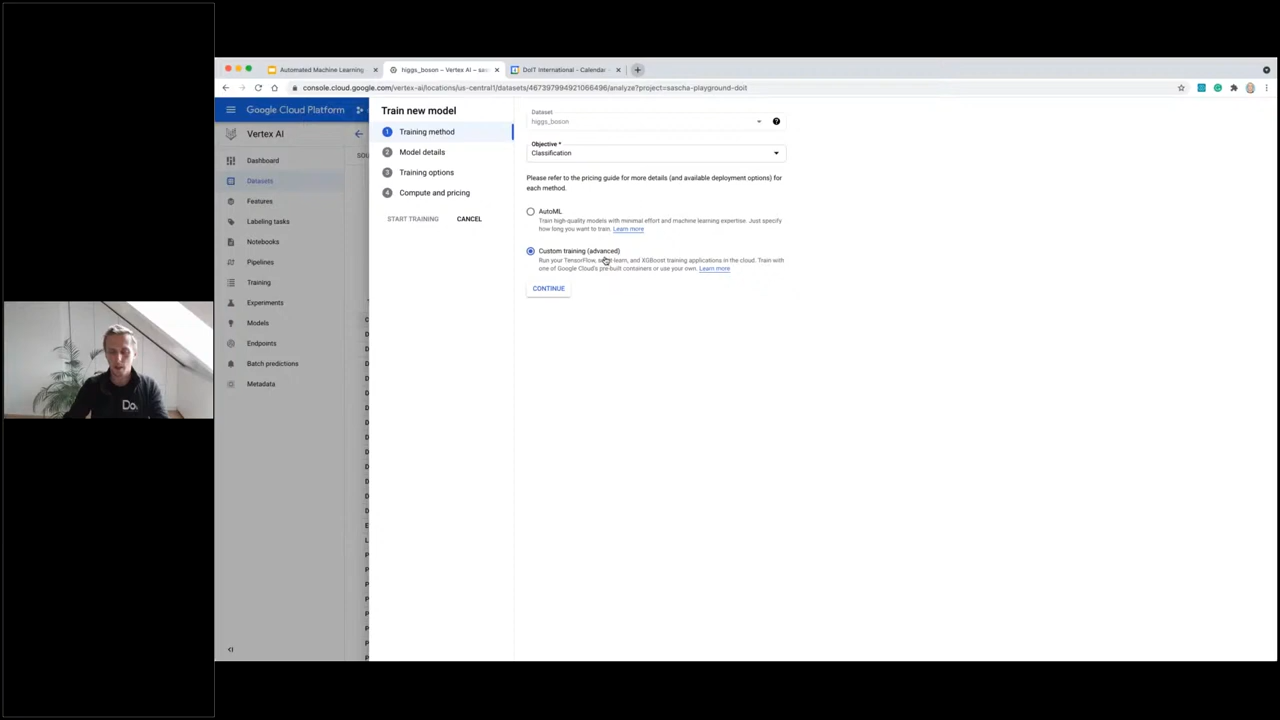 Automated Machine Learning
higgs_boson – Vertex AI – sas
DoIT International - Calendar
console.cloud.google.com/vertex-ai/locations/us-central1/datasets/467397994921066496/analyze?project=sascha-playground-doit
Google Cloud Platform
Vertex AI
SOU
Dashboard
Datasets
Features
Labeling tasks
Notebooks
Pipelines
Training
Experiments
Models
Endpoints
Batch predictions
Metadata
Train new model
1 Training method
2 Model details
3 Training options
4 Compute and pricing
START TRAINING
CANCEL
Dataset
higgs_boson
Objective *
Classification
Please refer to the pricing guide for more details (and available deployment options) for
each method.
AutoML
Train high-quality models with minimal effort and machine learning expertise. Just specify
how long you want to train. Learn more
Custom training (advanced)
Run your TensorFlow, learn, and XGBoost training applications in the cloud. Train with
one of Google Cloud's pre-built containers or use your own. Learn more
CONTINUE
Do.